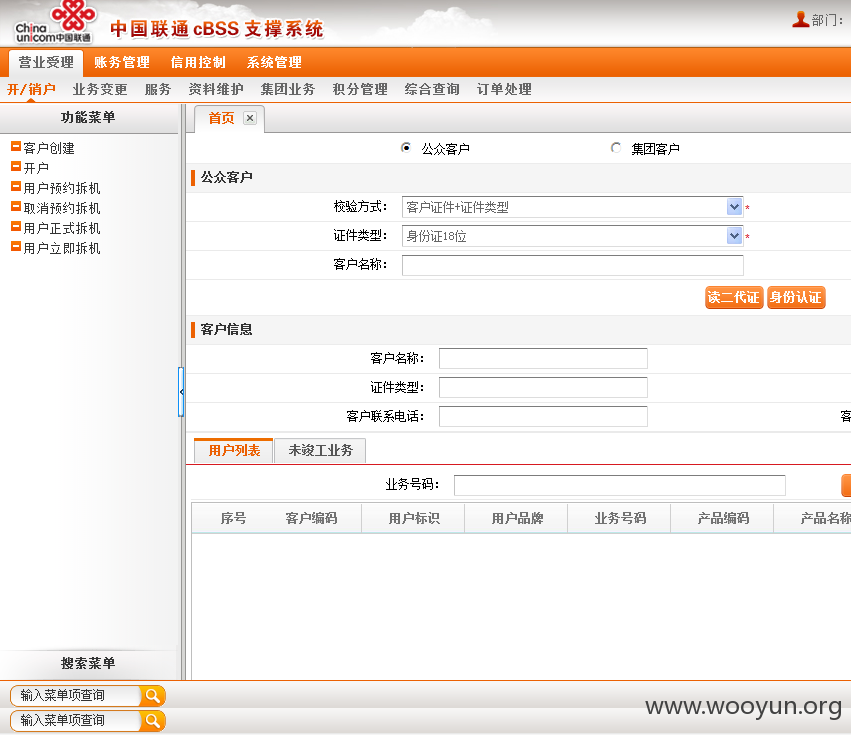 China unicom中国联通 中国联通 cBSS 支撑系统 部门:
营业受理 账务管理 信用控制 系统管理
开/销户 业务变更 服务 资料维护 集团业务 积分管理 综合查询 订单处理
功能菜单 首页
客户创建
开户
用户预约拆机
取消预约拆机
用户正式拆机
用户立即拆机
公众客户 集团客户
公众客户
校验方式: 客户证件+证件类型 *
证件类型: 身份证18位 *
客户名称:
读二代证 身份认证
客户信息
客户名称:
证件类型:
客户联系电话: 客
用户列表 未竣工业务
业务号码:
序号 客户编码 用户标识 用户品牌 业务号码 产品编码 产品名称
搜索菜单
输入菜单项查询
输入菜单项查询
www.wooyun.org